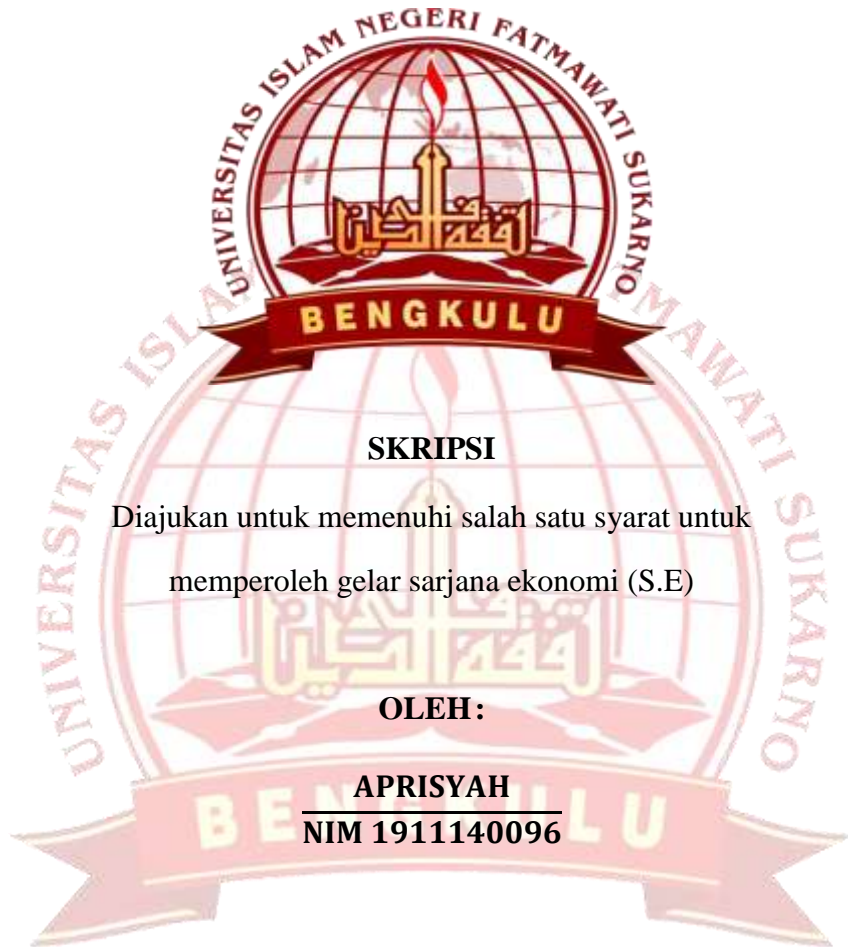 UNIVERSITAS ISLAM NEGERI FATMAWATI SUKARNO
BENGKULU
SKRIPSI
Diajukan untuk memenuhi salah satu syarat untuk
memperoleh gelar sarjana ekonomi (S.E)
OLEH:
APRISYAH
NIM 1911140096